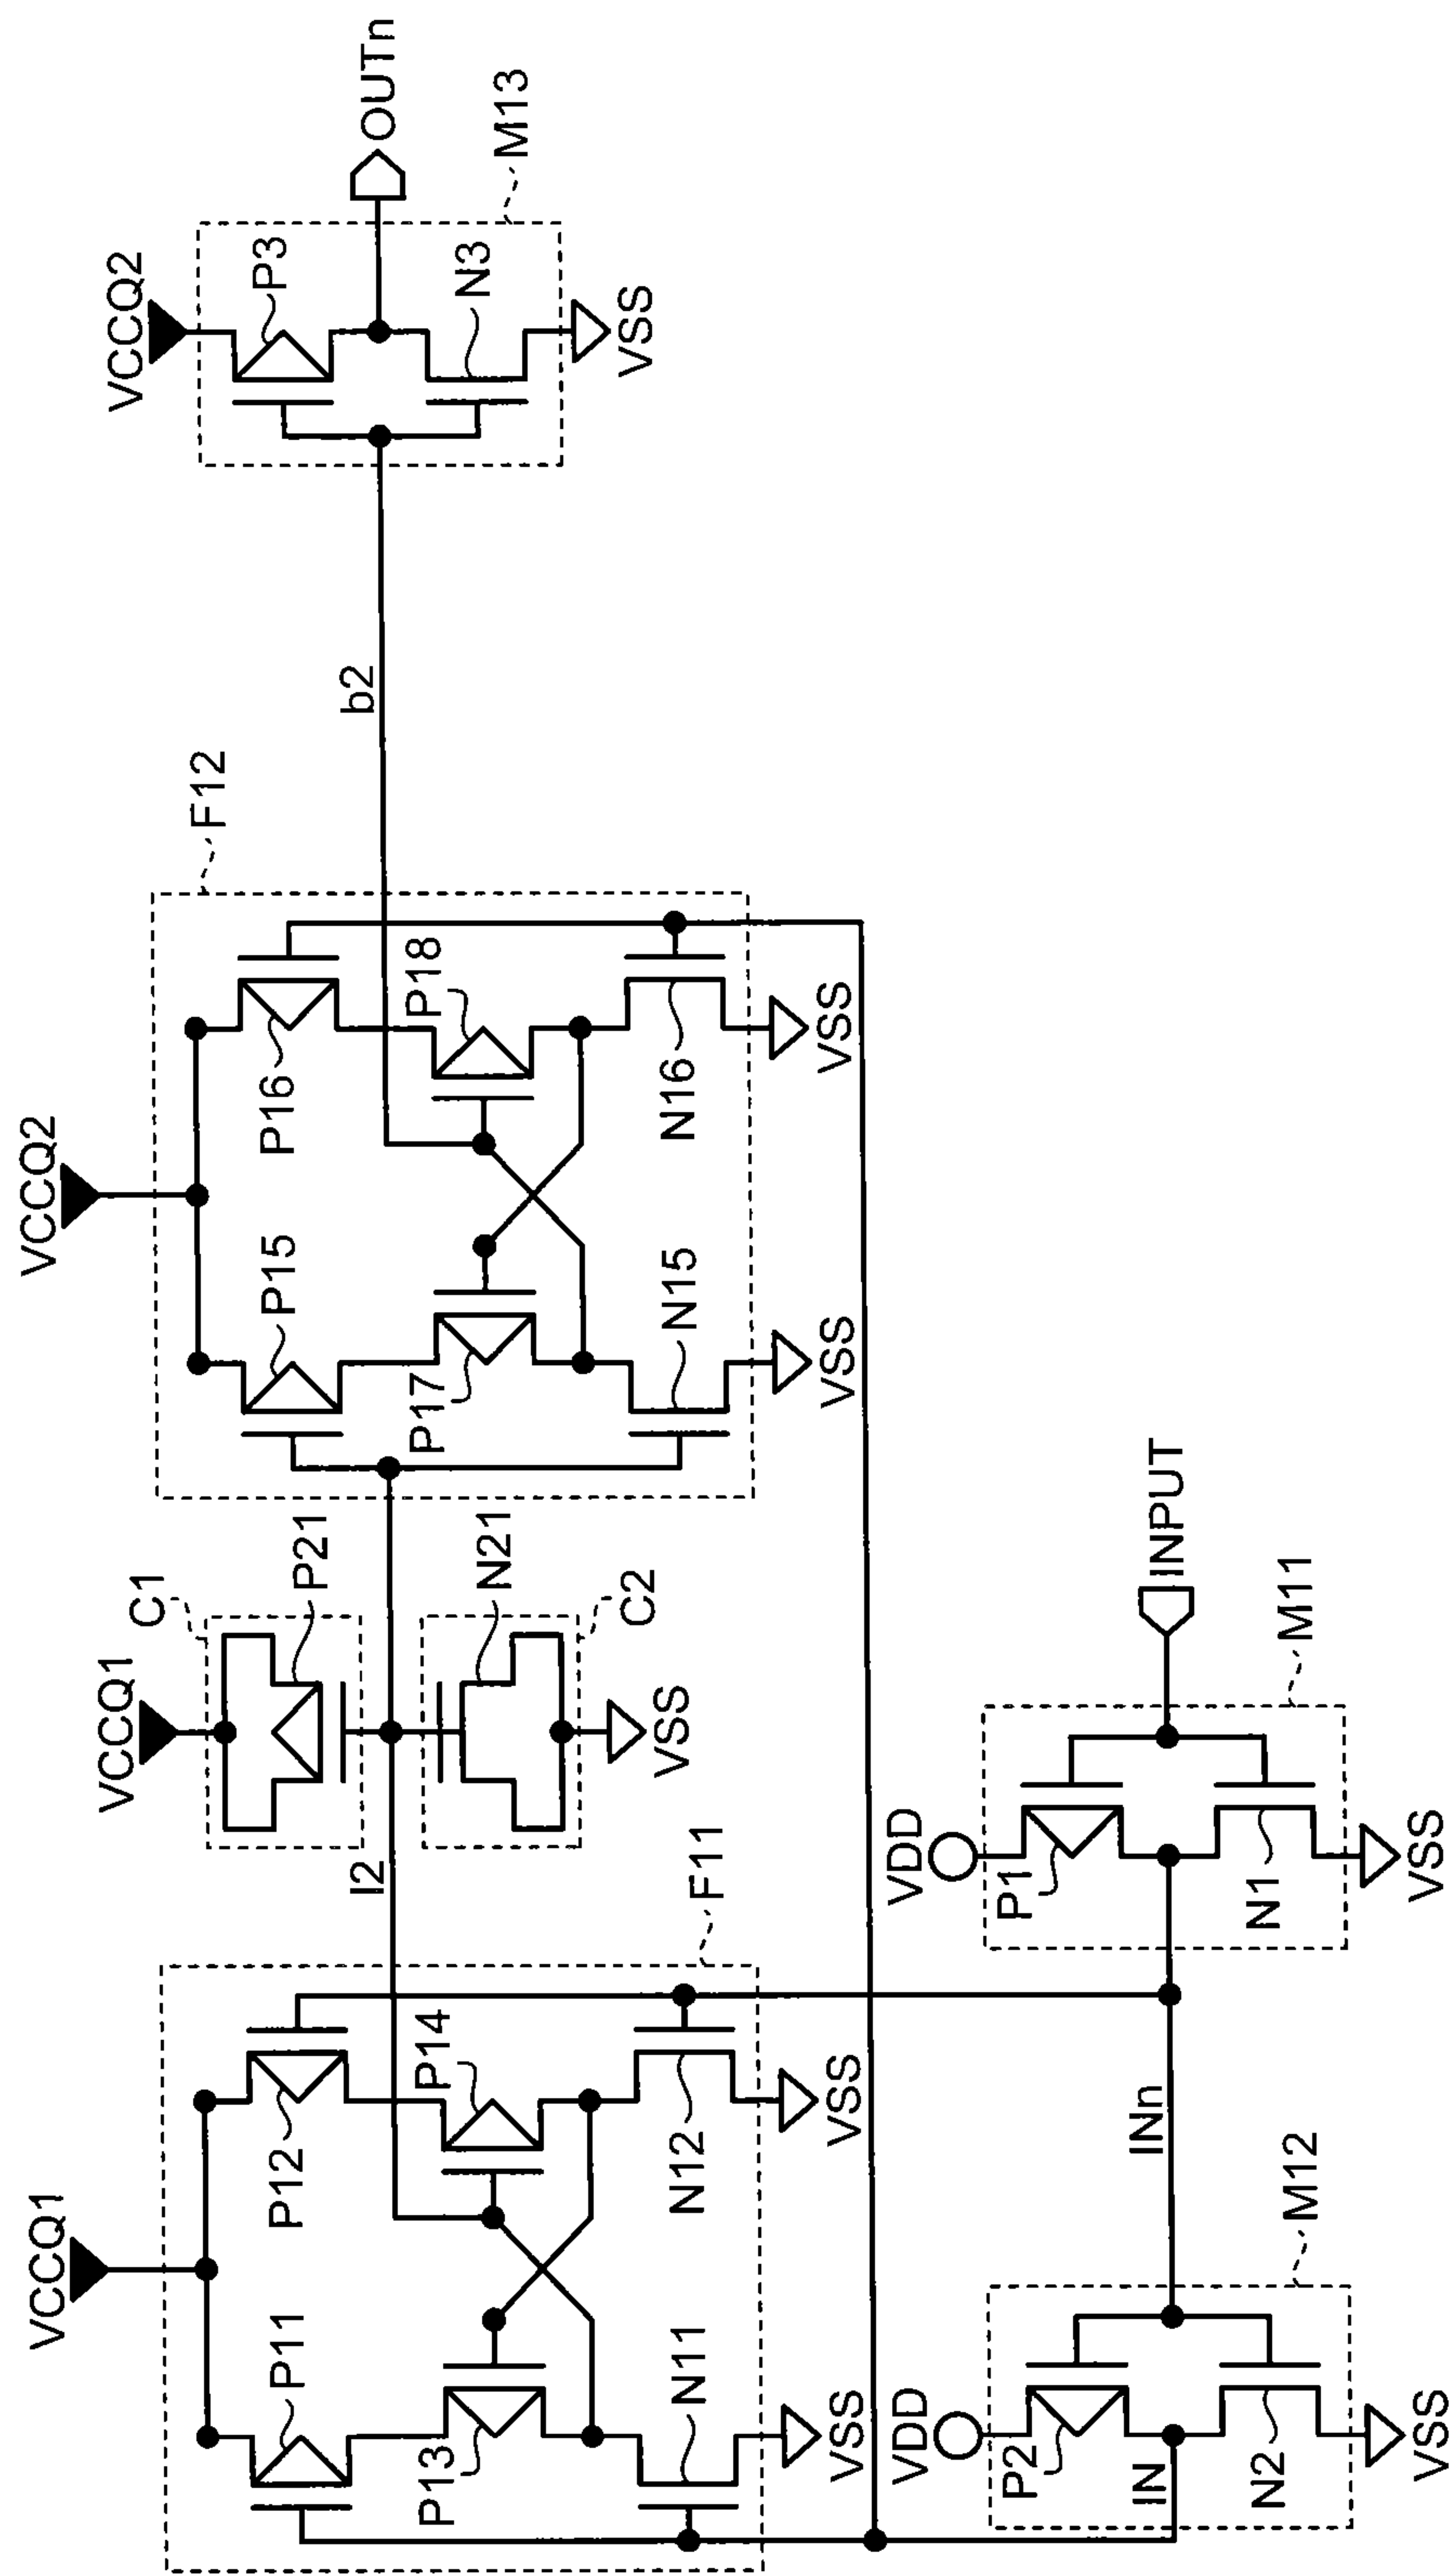 VCCQ1
VCCQ1
VCCQ2
VCCQ2
F11
P11
P12
P13
P14
N11
N12
VSS
VSS
I2
C1
P21
N21
C2
VSS
F12
P15
P16
P17
P18
N15
N16
VSS
VSS
b2
P3
N3
VSS
M13
OUTn
VDD
P2
IN
N2
VSS
M12
INn
VDD
P1
N1
VSS
M11
INPUT